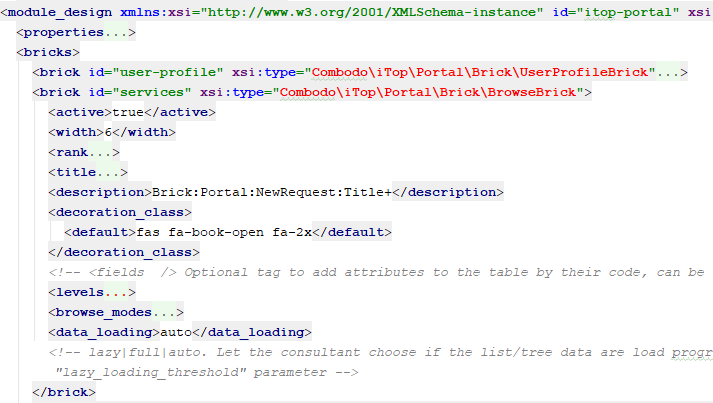 <module_design xmlns:xsi="http://www.w3.org/2001/XMLSchema-instance" id="itop-portal" xsi
<properties...>
<bricks>
<brick id="user-profile" xsi:type="Combodo\iTop\Portal\Brick\UserProfileBrick"...>
<brick id="services" xsi:type="Combodo\iTop\Portal\Brick\BrowseBrick">
<active>true</active>
<width>6</width>
<rank...>
<title...>
<description>Brick:Portal:NewRequest:Title+</description>
<decoration_class>
<default>fas fa-book-open fa-2x</default>
</decoration_class>
<!-- <fields  /> Optional tag to add attributes to the table by their code, can be
<levels...>
<browse_modes...>
<data_loading>auto</data_loading>
<!-- lazy|full|auto. Let the consultant choose if the list/tree data are load progr
"lazy_loading_threshold" parameter -->
</brick>